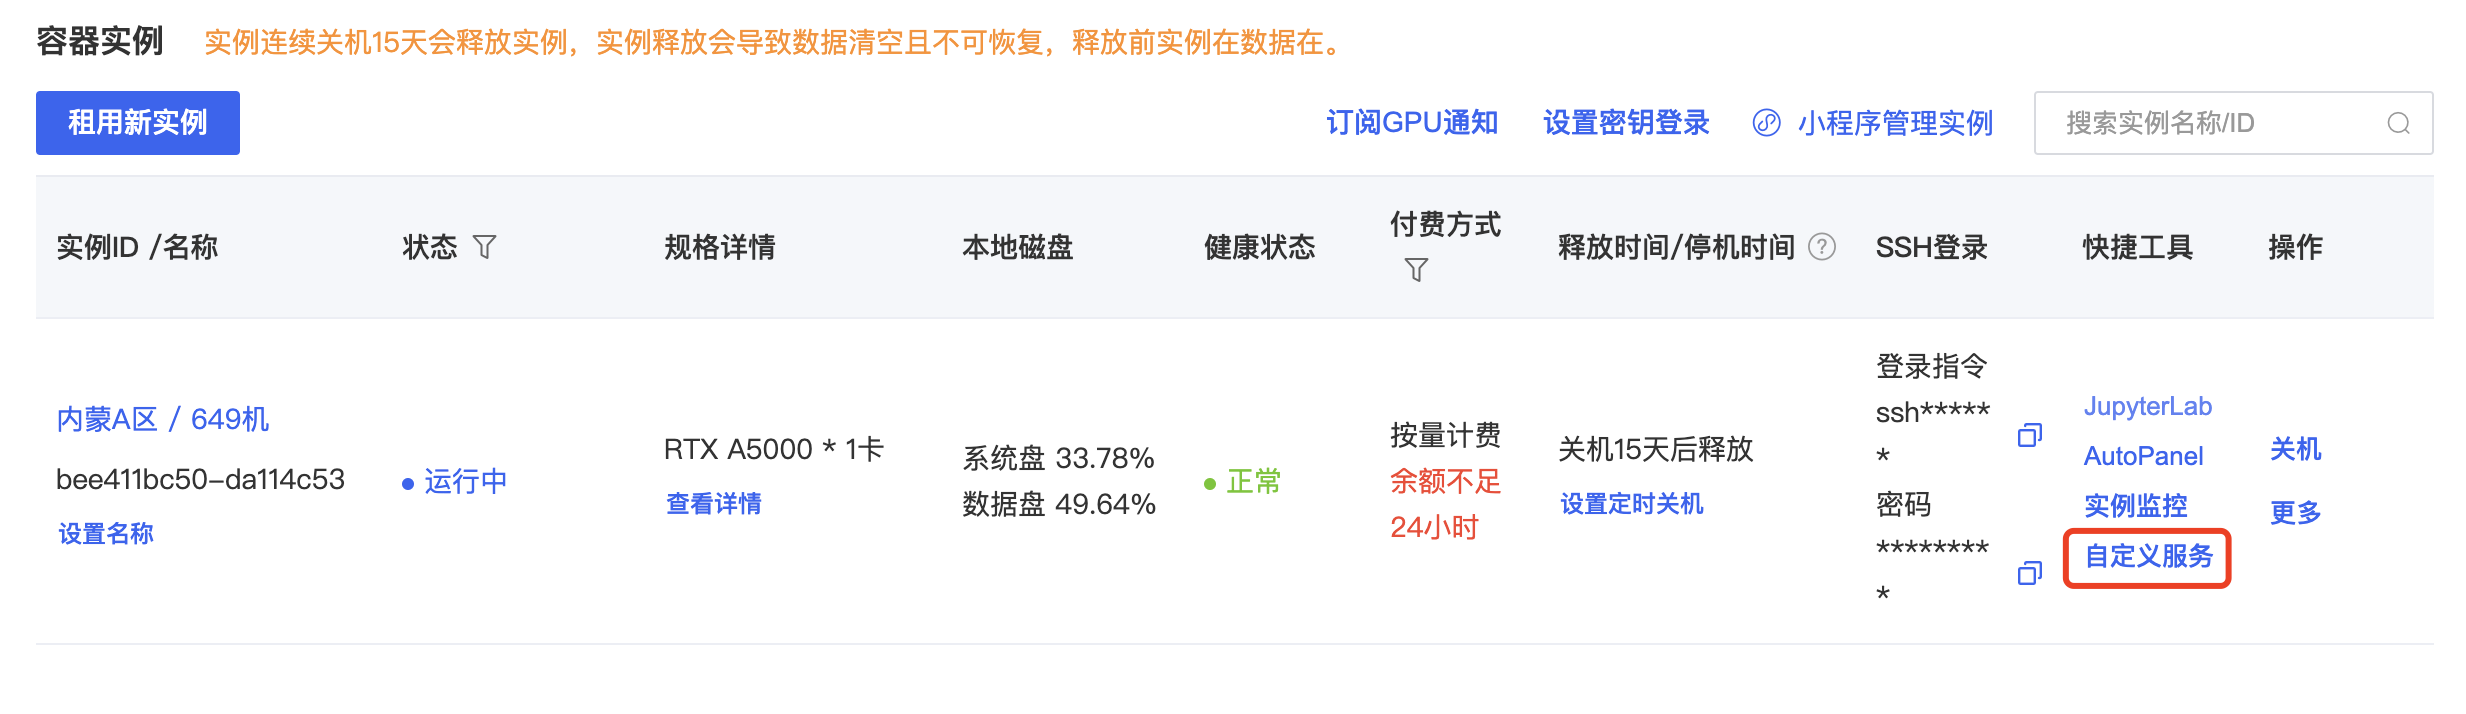 容器实例 实例连续关机15天会释放实例，实例释放会导致数据清空且不可恢复，释放前实例在数据在。
租用新实例 订阅GPU通知 设置密钥登录 小程序管理实例 搜索实例名称/ID
实例ID /名称 状态 规格详情 本地磁盘 健康状态 付费方式 释放时间/停机时间 ? SSH登录 快捷工具 操作
内蒙A区 / 649机
bee411bc50-da114c53
设置名称
运行中
RTX A5000 * 1卡
查看详情
系统盘 33.78%
数据盘 49.64%
正常
按量计费
余额不足
24小时
关机15天后释放
设置定时关机
登录指令
ssh*****
*
密码
********
*
JupyterLab
AutoPanel
实例监控
自定义服务
关机
更多